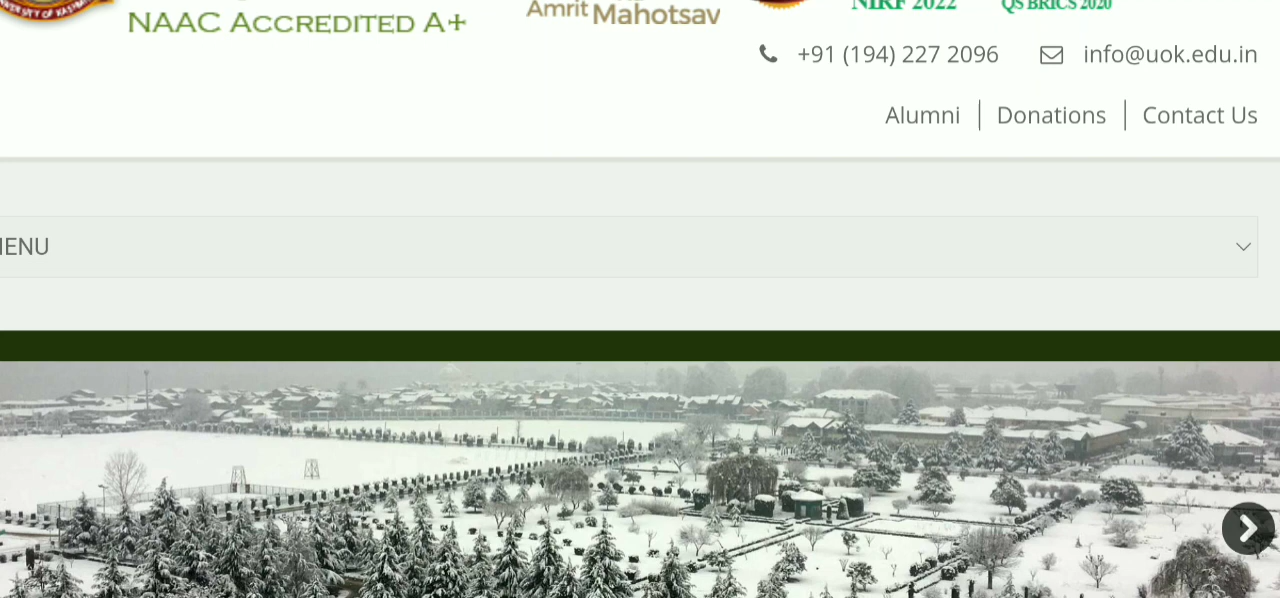 NAAC ACCREDITED A+
Amrit Mahotsav
NIRF 2022
QS BRICS 2020
+91 (194) 227 2096
info@uok.edu.in
Alumni
Donations
Contact Us